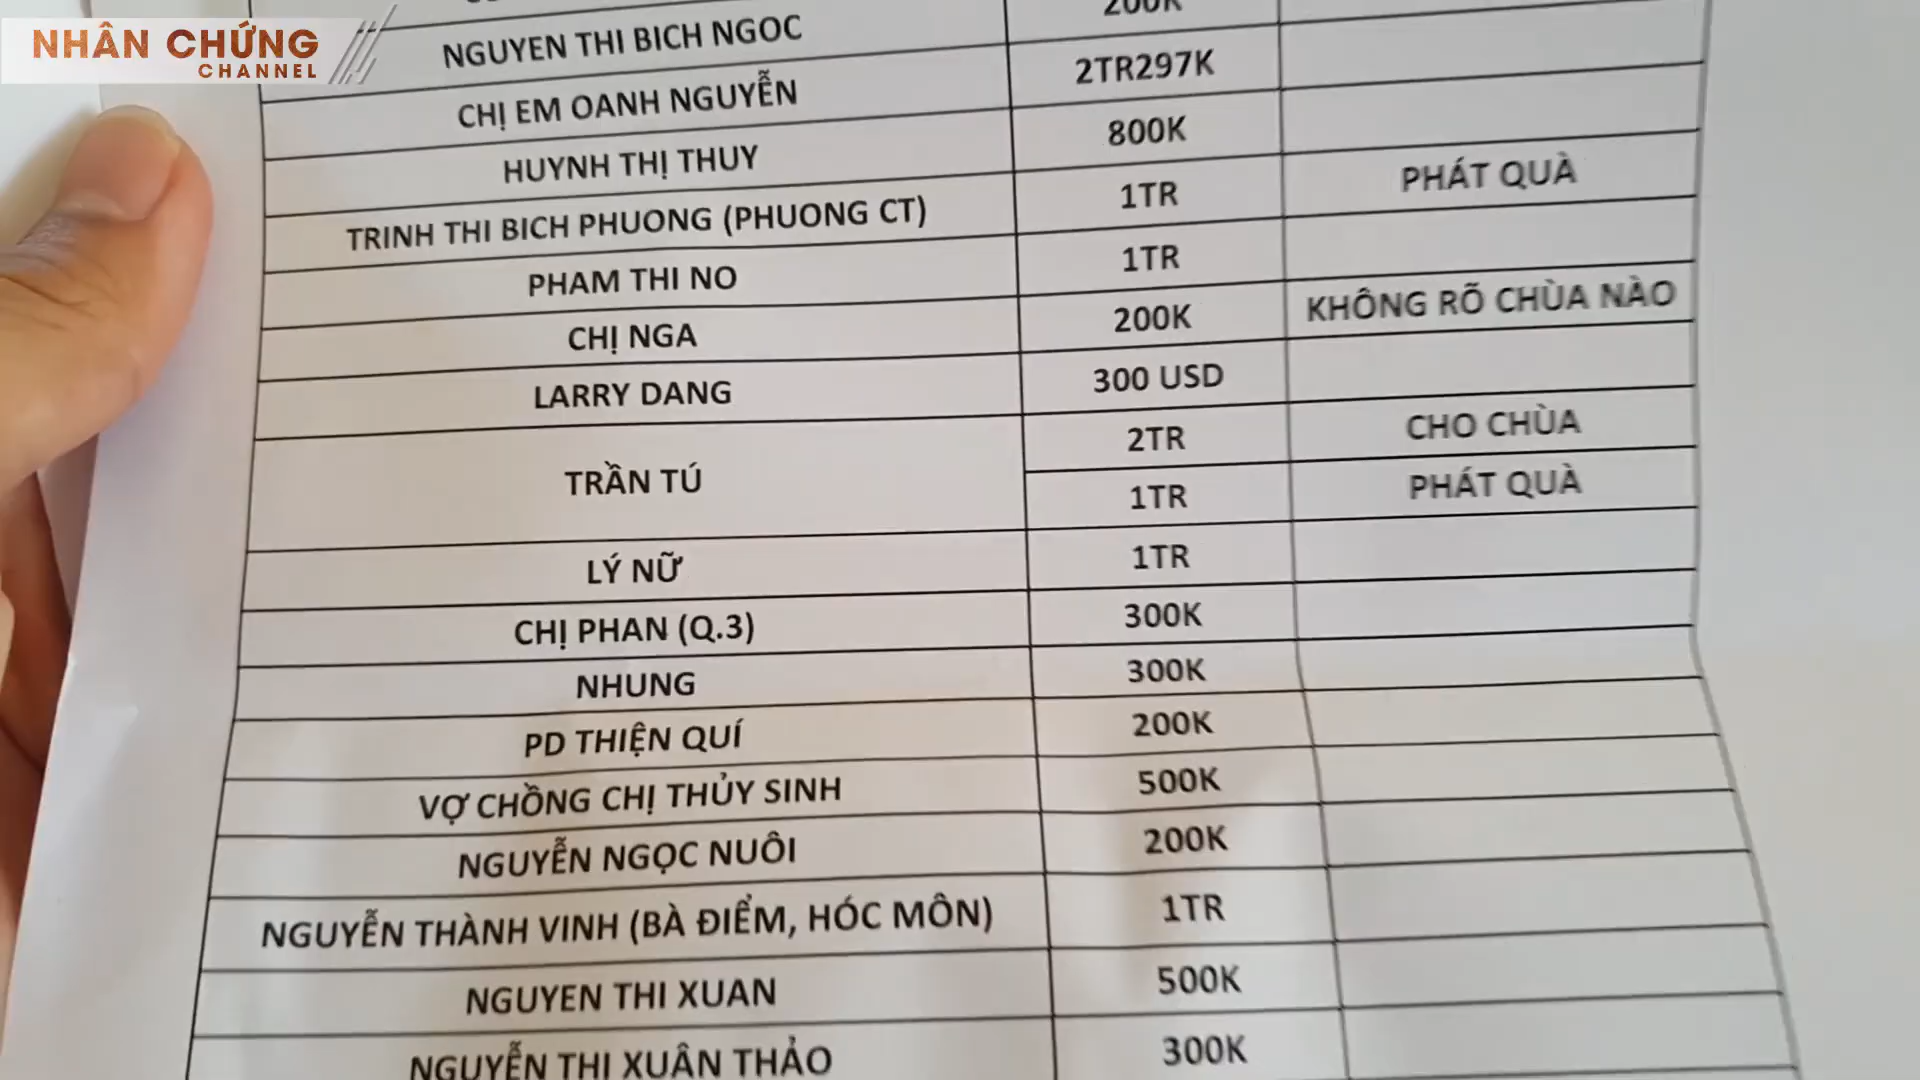 NHÂN CHỨNG
CHANNEL
NGUYEN THI BICH NGOC 200K
CHỊ EM OANH NGUYỄN 2TR297K
HUYNH THỊ THUY 800K
TRINH THI BICH PHUONG (PHUONG CT) 1TR PHÁT QUÀ
PHAM THI NO 1TR
CHỊ NGA 200K KHÔNG RÕ CHÙA NÀO
LARRY DANG 300 USD
TRẦN TÚ 2TR CHO CHÙA
1TR PHÁT QUÀ
LÝ NỮ 1TR
CHỊ PHAN (Q.3) 300K
NHUNG 300K
PD THIỆN QUÍ 200K
VỢ CHỒNG CHỊ THỦY SINH 500K
NGUYỄN NGỌC NUÔI 200K
NGUYỄN THÀNH VINH (BÀ ĐIỂM, HÓC MÔN) 1TR
NGUYEN THI XUAN 500K
NGUYỄN THI XUÂN THẢO 300K